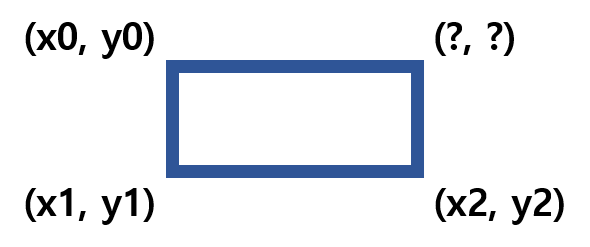 (x0, y0) (?, ?)
(x1, y1) (x2, y2)